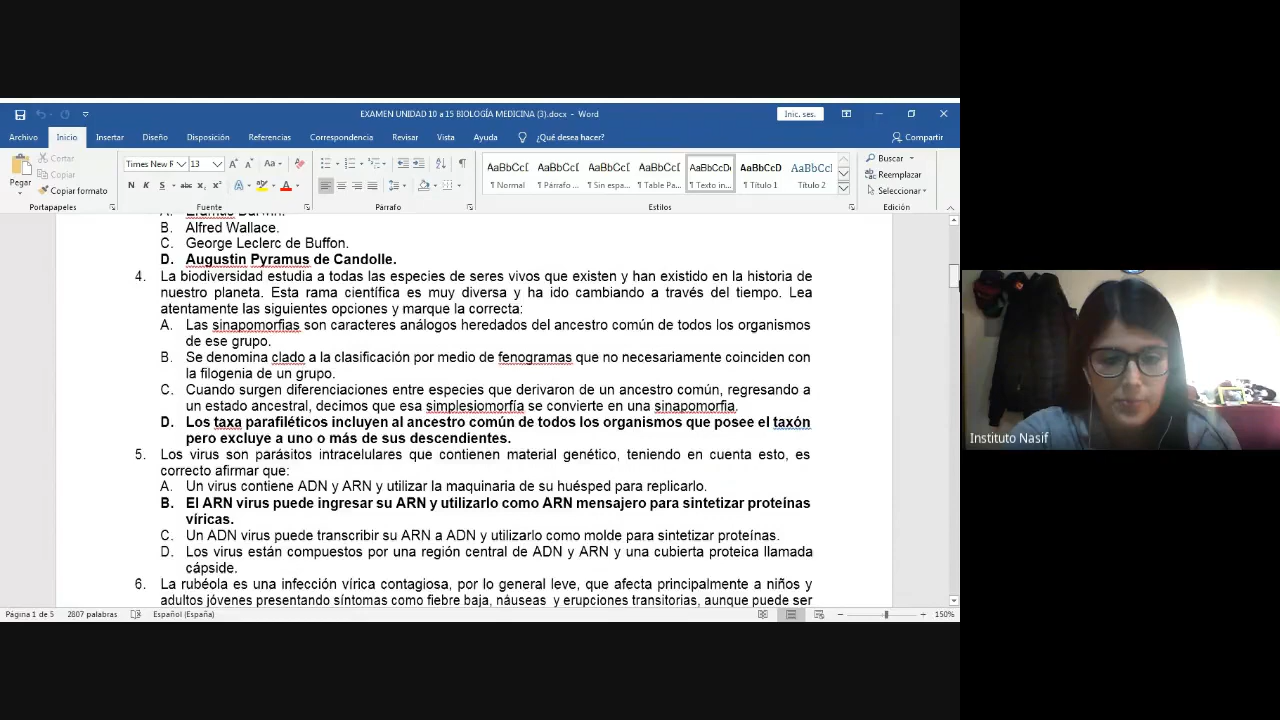 EXAMEN UNIDAD 10 a 15 BIOLOGÍA MEDICINA (3).docx - Word
Inic. ses.
Archivo Inicio Insertar Diseño Disposición Referencias Correspondencia Revisar Vista Ayuda ¿Qué desea hacer? Compartir
Pegar
Cortar
Copiar
Copiar formato
Portapapeles
Times New R 13
N K S abc x₂ x²
Fuente
Párrafo
AaBbCcD AaBbCcD AaBbCcD AaBbCcD AaBbCcD AaBbCcD AaBbCcD
¶ Normal ¶ Párrafo ... ¶ Sin espa... ¶ Table Pa... ¶ Texto in... ¶ Título 1 Título 2
Estilos
Buscar
Reemplazar
Seleccionar
Edición
A. Erasmus Darwin.
B. Alfred Wallace.
C. George Leclerc de Buffon.
D. Augustin Pyramus de Candolle.
4. La biodiversidad estudia a todas las especies de seres vivos que existen y han existido en la historia de
nuestro planeta. Esta rama científica es muy diversa y ha ido cambiando a través del tiempo. Lea
atentamente las siguientes opciones y marque la correcta:
A. Las sinapomorfias son caracteres análogos heredados del ancestro común de todos los organismos
de ese grupo.
B. Se denomina clado a la clasificación por medio de fenogramas que no necesariamente coinciden con
la filogenia de un grupo.
C. Cuando surgen diferenciaciones entre especies que derivaron de un ancestro común, regresando a
un estado ancestral, decimos que esa simplesiomorfía se convierte en una sinapomorfia.
D. Los taxa parafiléticos incluyen al ancestro común de todos los organismos que posee el taxón
pero excluye a uno o más de sus descendientes.
5. Los virus son parásitos intracelulares que contienen material genético, teniendo en cuenta esto, es
correcto afirmar que:
A. Un virus contiene ADN y ARN y utilizar la maquinaria de su huésped para replicarlo.
B. El ARN virus puede ingresar su ARN y utilizarlo como ARN mensajero para sintetizar proteínas
víricas.
C. Un ADN virus puede transcribir su ARN a ADN y utilizarlo como molde para sintetizar proteínas.
D. Los virus están compuestos por una región central de ADN y ARN y una cubierta proteica llamada
cápside.
6. La rubéola es una infección vírica contagiosa, por lo general leve, que afecta principalmente a niños y
adultos jóvenes presentando síntomas como fiebre baja, náuseas y erupciones transitorias, aunque puede ser
Página 1 de 5 2807 palabras Español (España) 150%
Instituto Nasif